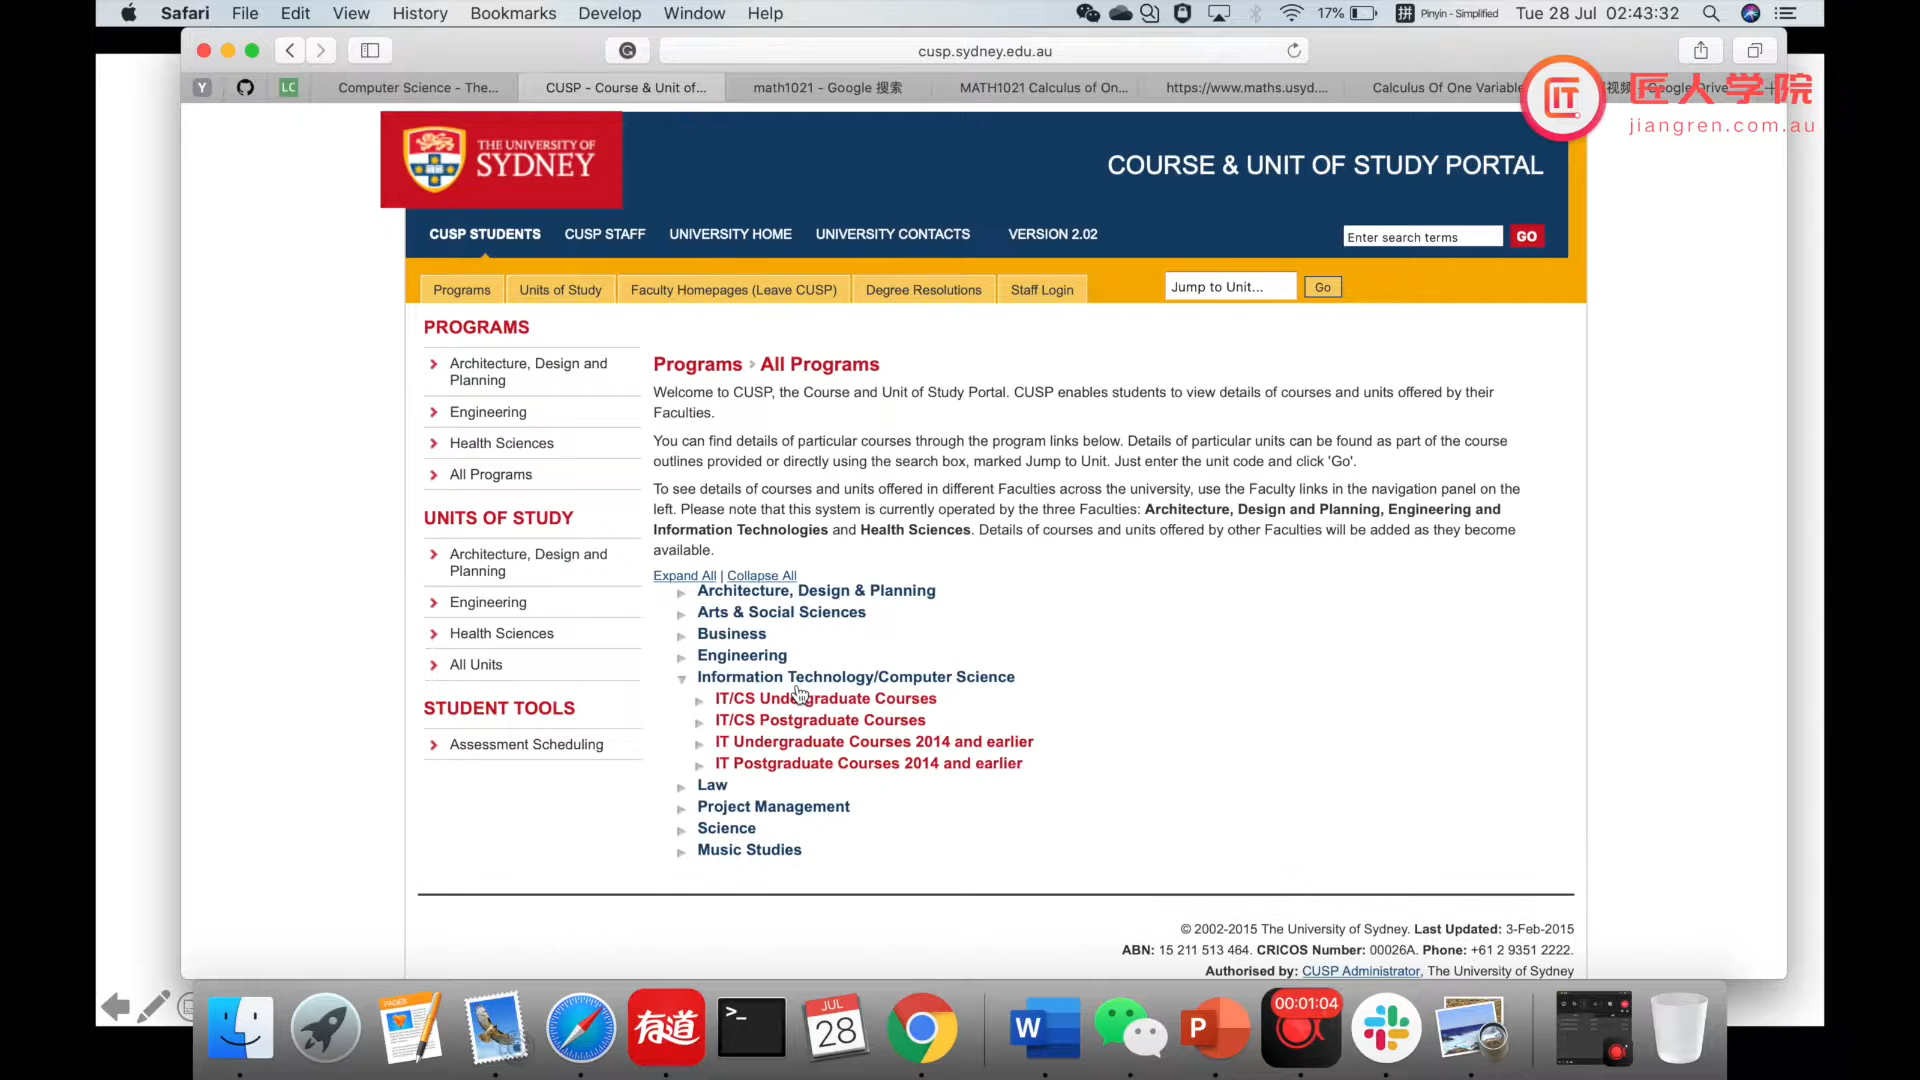 Safari File Edit View History Bookmarks Develop Window Help
17% 拼 Pinyin - Simplified Tue 28 Jul 02:43:32
cusp.sydney.edu.au
Y LC Computer Science - The... CUSP - Course & Unit of... math1021 - Google 搜索 MATH1021 Calculus of On... https://www.maths.usyd.... Calculus Of One Variable Google Drive
IT 匠人学院
jiangren.com.au
THE UNIVERSITY OF
SYDNEY
COURSE & UNIT OF STUDY PORTAL
CUSP STUDENTS CUSP STAFF UNIVERSITY HOME UNIVERSITY CONTACTS VERSION 2.02
Enter search terms GO
Programs Units of Study Faculty Homepages (Leave CUSP) Degree Resolutions Staff Login
Jump to Unit... Go
PROGRAMS
Architecture, Design and
Planning
Engineering
Health Sciences
All Programs
UNITS OF STUDY
Architecture, Design and
Planning
Engineering
Health Sciences
All Units
STUDENT TOOLS
Assessment Scheduling
Programs › All Programs
Welcome to CUSP, the Course and Unit of Study Portal. CUSP enables students to view details of courses and units offered by their
Faculties.
You can find details of particular courses through the program links below. Details of particular units can be found as part of the course
outlines provided or directly using the search box, marked Jump to Unit. Just enter the unit code and click 'Go'.
To see details of courses and units offered in different Faculties across the university, use the Faculty links in the navigation panel on the
left. Please note that this system is currently operated by the three Faculties: Architecture, Design and Planning, Engineering and
Information Technologies and Health Sciences. Details of courses and units offered by other Faculties will be added as they become
available.
Expand All | Collapse All
Architecture, Design & Planning
Arts & Social Sciences
Business
Engineering
Information Technology/Computer Science
IT/CS Undergraduate Courses
IT/CS Postgraduate Courses
IT Undergraduate Courses 2014 and earlier
IT Postgraduate Courses 2014 and earlier
Law
Project Management
Science
Music Studies
© 2002-2015 The University of Sydney. Last Updated: 3-Feb-2015
ABN: 15 211 513 464. CRICOS Number: 00026A. Phone: +61 2 9351 2222.
Authorised by: CUSP Administrator, The University of Sydney
PAGES
有道
>_
JUL
28
W
P
00:01:04